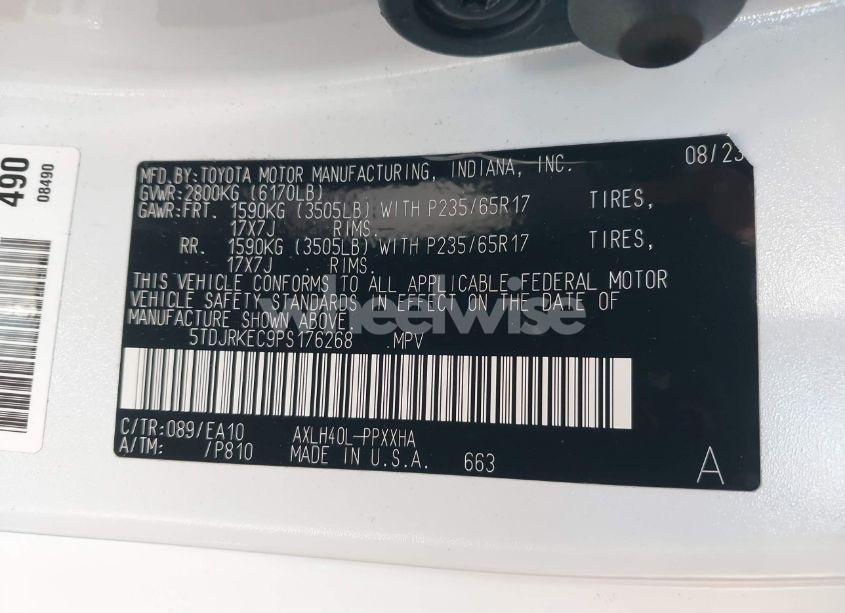 490
08490
MFD.BY:TOYOTA MOTOR MANUFACTURING, INDIANA, INC. 08/23
GVWR:2800KG (6170LB)
GAWR:FRT. 1590KG (3505LB) WITH P235/65R17 TIRES,
17X7J RIMS.
RR. 1590KG (3505LB) WITH P235/65R17 TIRES,
17X7J RIMS.
THIS VEHICLE CONFORMS TO ALL APPLICABLE FEDERAL MOTOR
VEHICLE SAFETY STANDARDS IN EFFECT ON THE DATE OF
MANUFACTURE SHOWN ABOVE.
wheelwise
5TDJRKEC9PS176268 MPV
C/TR:089/EA10 AXLH40L-PPXXHA
A/TM: /P810 MADE IN U.S.A. 663
A